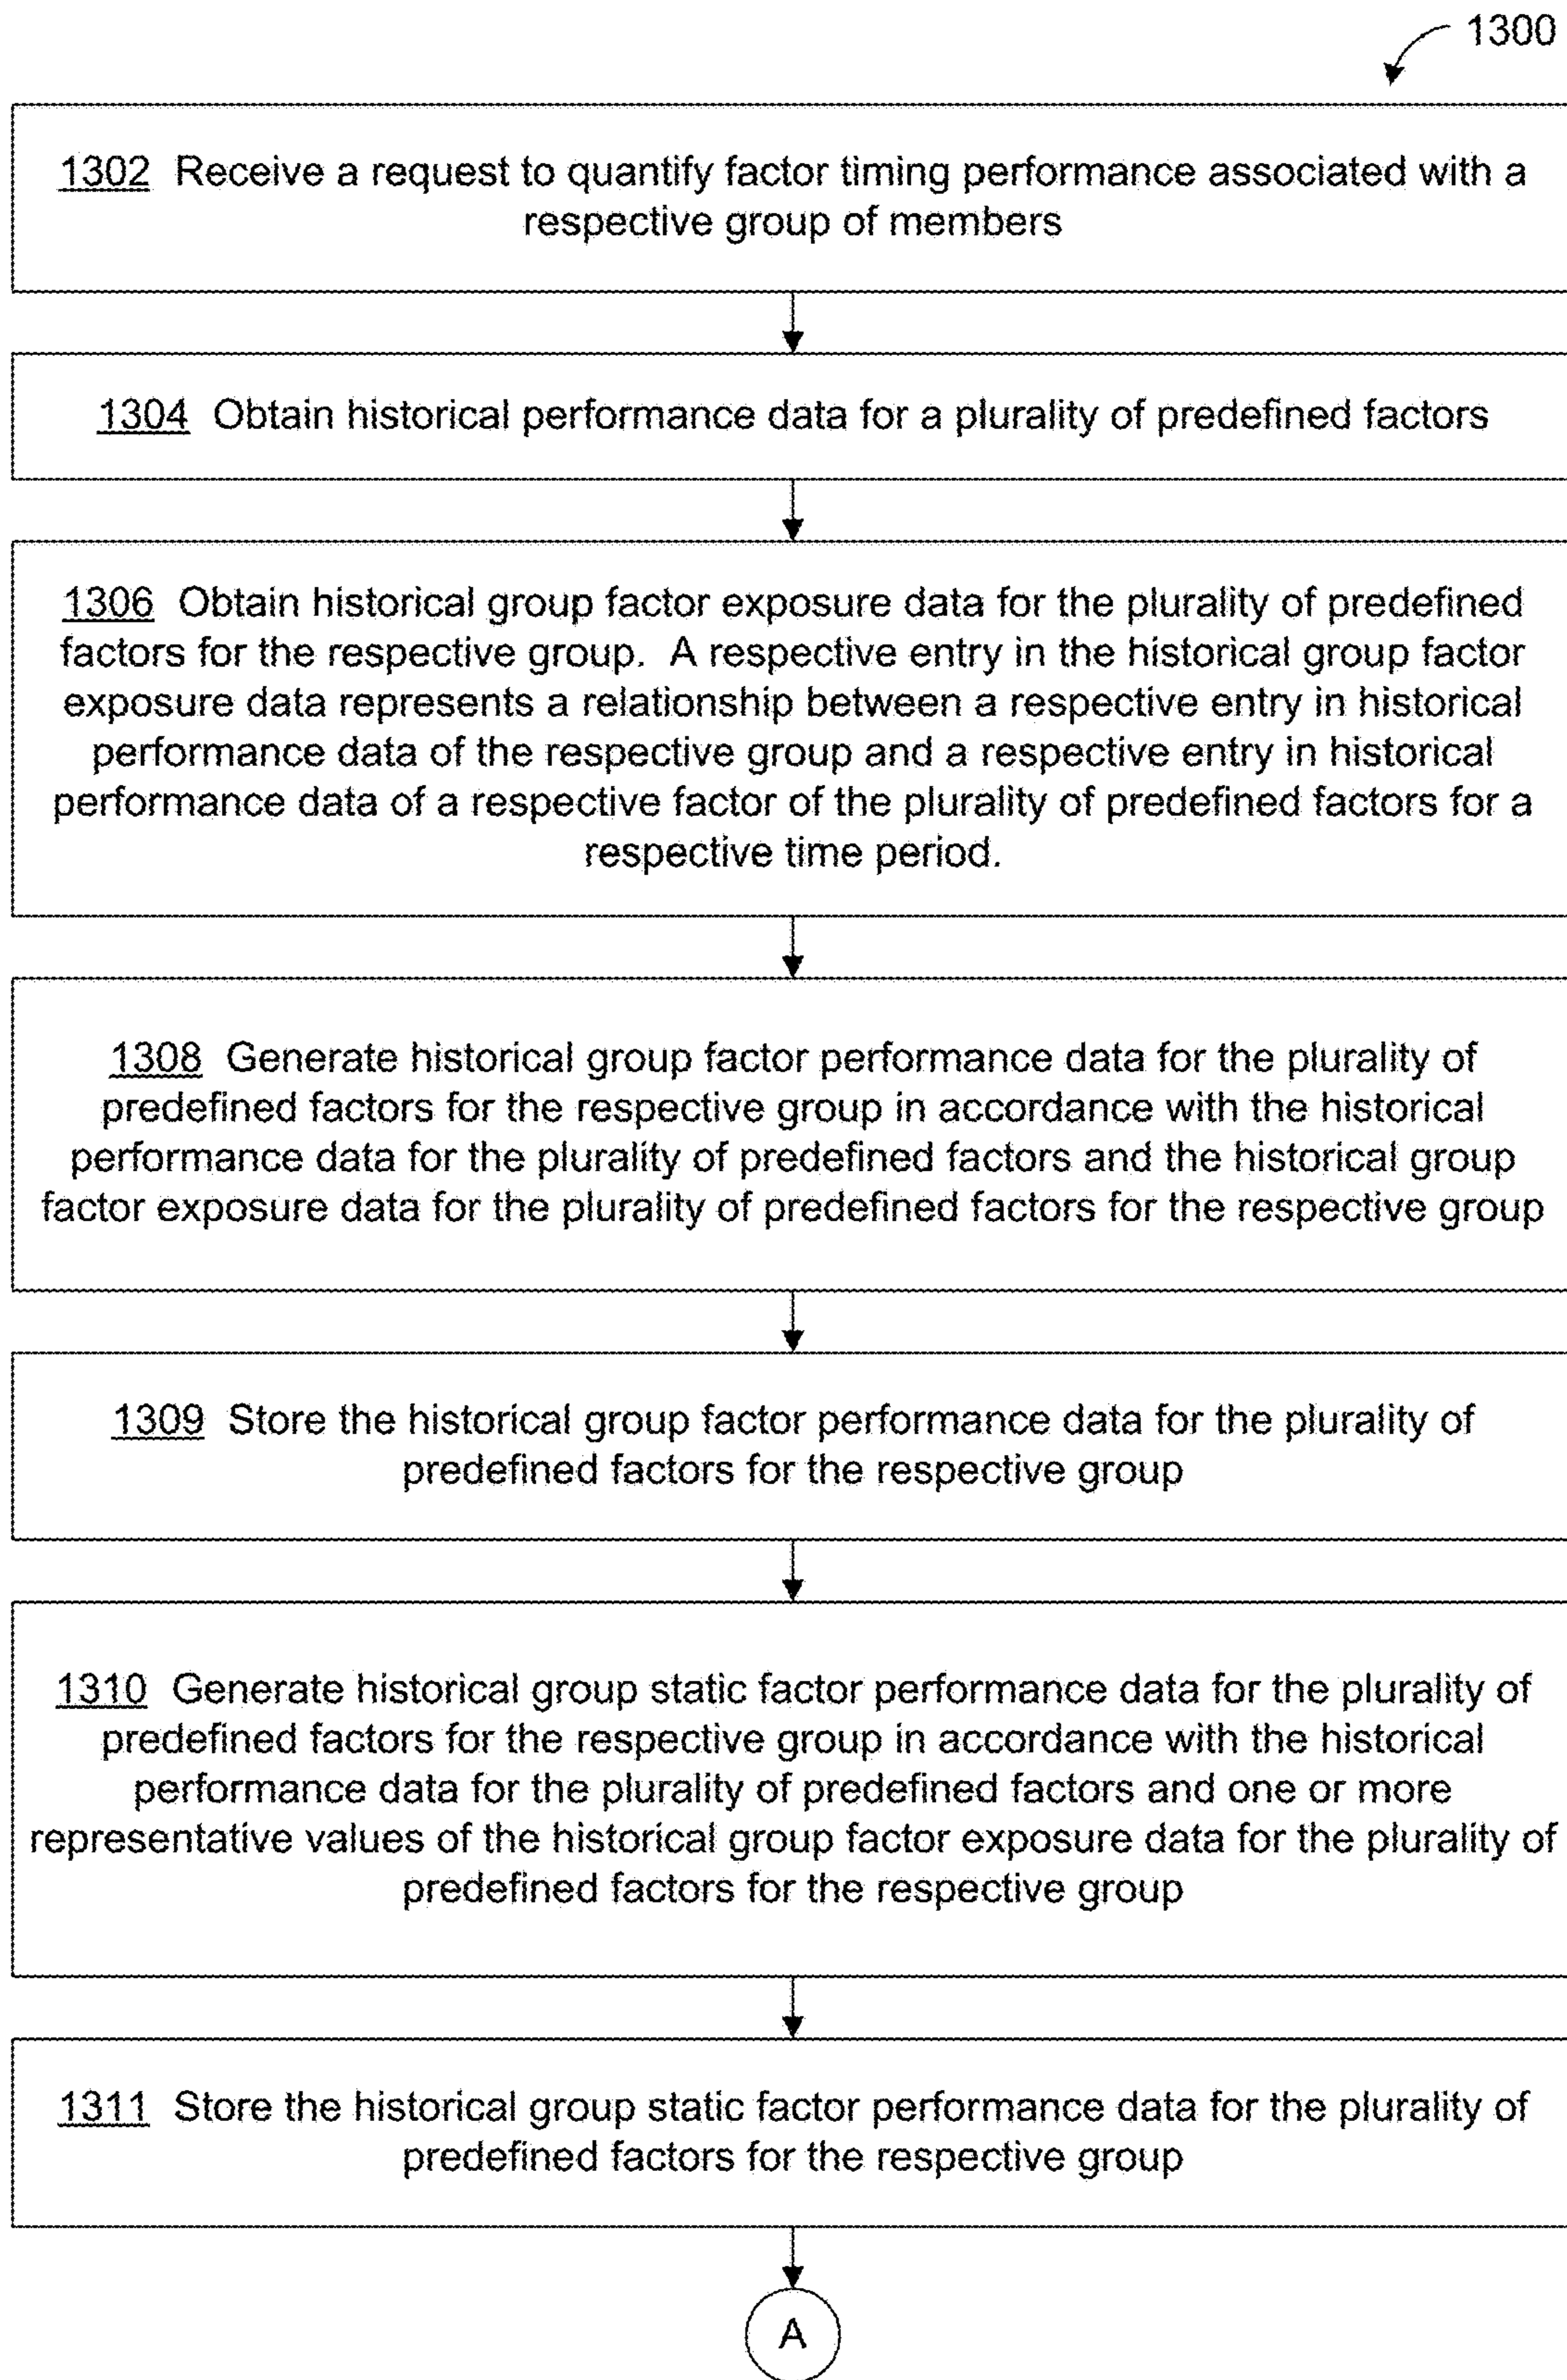 1300
1302 Receive a request to quantify factor timing performance associated with a
respective group of members
1304 Obtain historical performance data for a plurality of predefined factors
1306 Obtain historical group factor exposure data for the plurality of predefined
factors for the respective group. A respective entry in the historical group factor
exposure data represents a relationship between a respective entry in historical
performance data of the respective group and a respective entry in historical
performance data of a respective factor of the plurality of predefined factors for a
respective time period.
1308 Generate historical group factor performance data for the plurality of
predefined factors for the respective group in accordance with the historical
performance data for the plurality of predefined factors and the historical group
factor exposure data for the plurality of predefined factors for the respective group
1309 Store the historical group factor performance data for the plurality of
predefined factors for the respective group
1310 Generate historical group static factor performance data for the plurality of
predefined factors for the respective group in accordance with the historical
performance data for the plurality of predefined factors and one or more
representative values of the historical group factor exposure data for the plurality of
predefined factors for the respective group
1311 Store the historical group static factor performance data for the plurality of
predefined factors for the respective group
A